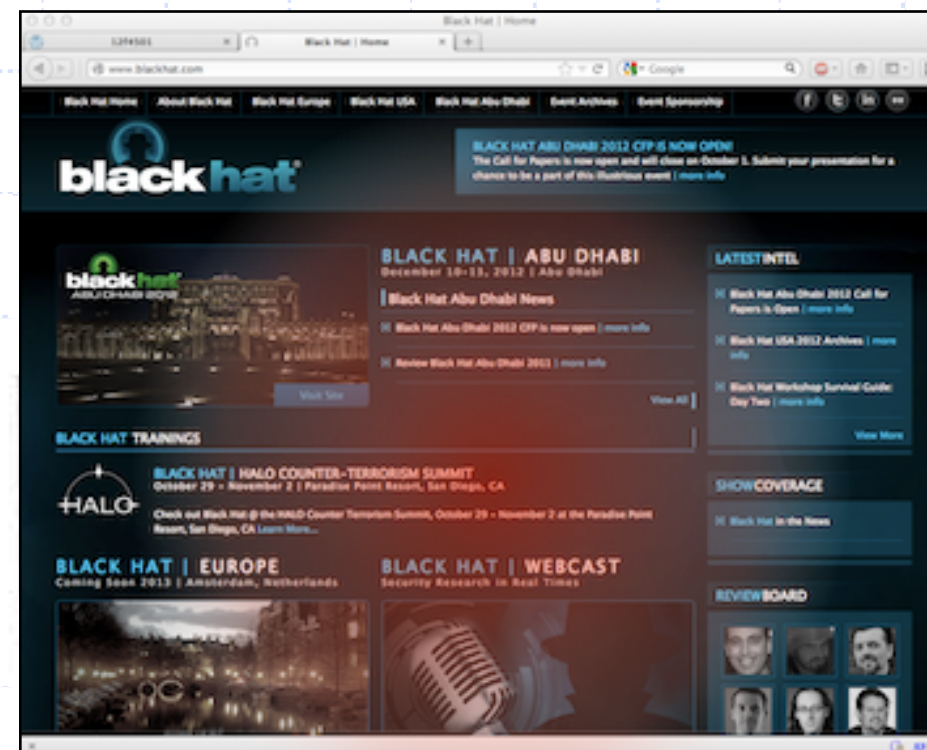 Black Hat | Home
12f4501 × Black Hat | Home × +
www.blackhat.com Google
Black Hat Home About Black Hat Black Hat Europe Black Hat USA Black Hat Abu Dhabi Event Archives Event Sponsorship
black hat
BLACK HAT ABU DHABI 2012 CFP IS NOW OPEN!
The Call for Papers is now open and will close on October 1. Submit your presentation for a
chance to be a part of this illustrious event | more info
black hat
ABU DHABI 2012
Visit Site
BLACK HAT | ABU DHABI
December 10-13, 2012 | Abu Dhabi
Black Hat Abu Dhabi News
Black Hat Abu Dhabi 2012 CFP is now open | more info
Review Black Hat Abu Dhabi 2011 | more info
View All
LATESTINTEL
Black Hat Abu Dhabi 2012 Call for
Papers is Open | more info
Black Hat USA 2012 Archives | more
info
Black Hat Workshop Survival Guide:
Day Two | more info
View More
BLACK HAT TRAININGS
HALO
BLACK HAT | HALO COUNTER-TERRORISM SUMMIT
October 29 - November 2 | Paradise Point Resort, San Diego, CA
Check out Black Hat @ the HALO Counter Terrorism Summit, October 29 - November 2 at the Paradise Point
Resort, San Diego, CA Learn More...
SHOWCOVERAGE
Black Hat in the News
BLACK HAT | EUROPE
Coming Soon 2013 | Amsterdam, Netherlands
BLACK HAT | WEBCAST
Security Research in Real Times
REVIEWBOARD